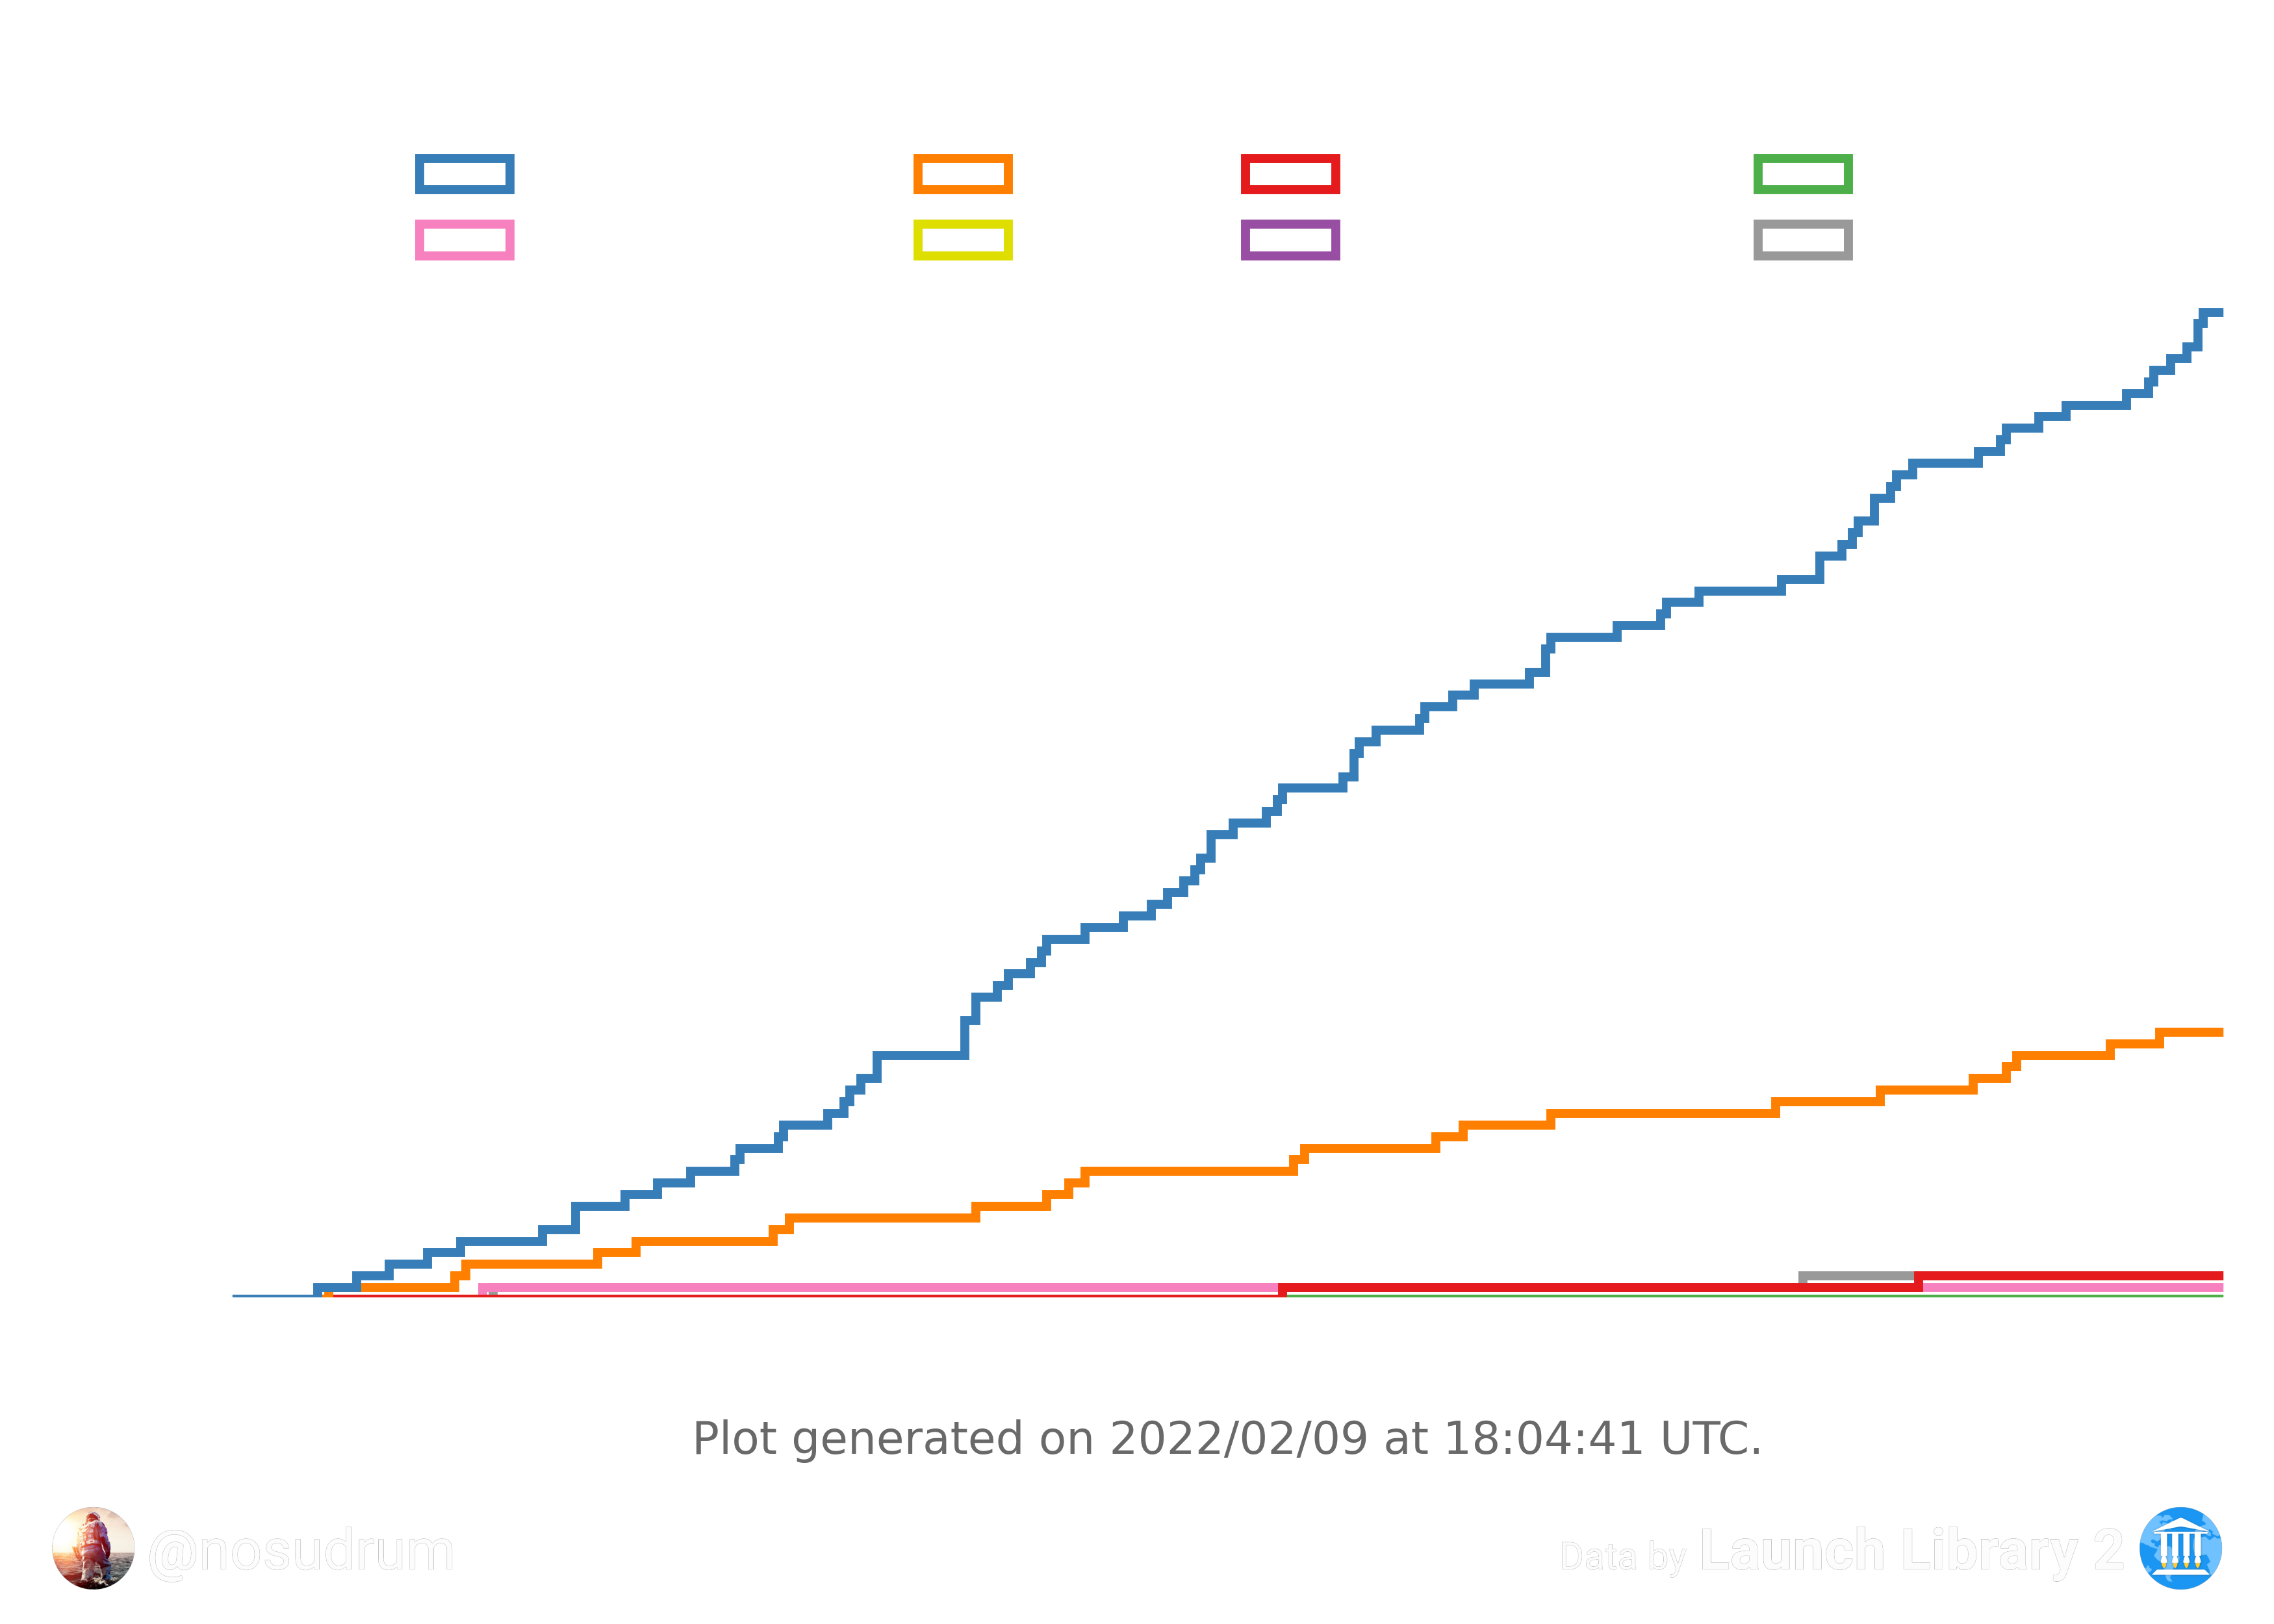 Plot generated on 2022/02/09 at 18:04:41 UTC.
@nosudrum
Data by Launch Library 2